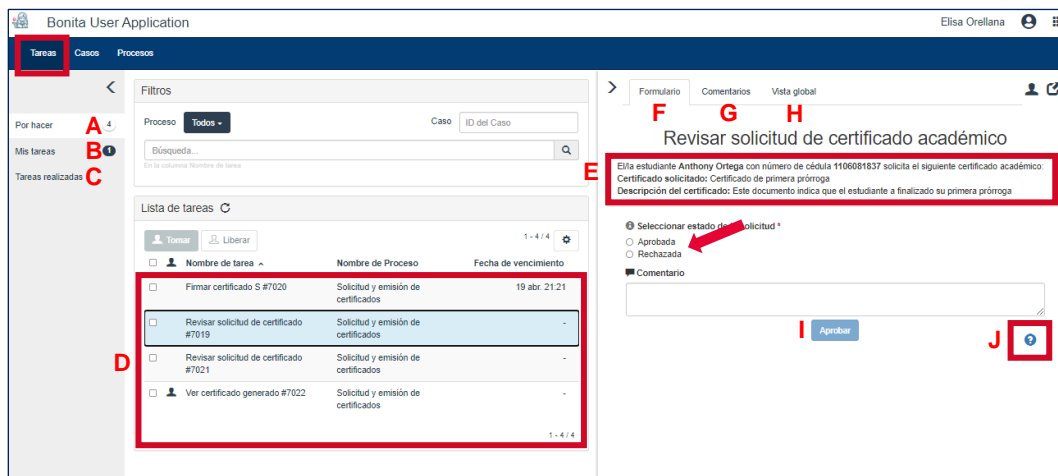 Bonita User Application
Elisa Orellana
Tareas Casos Procesos
Por hacer A 4
Mis tareas B 1
Tareas realizadas C
Filtros
Proceso Todos Caso ID del Caso
Búsqueda...
En la columna Nombre de tarea
Lista de tareas
Tomar Liberar 1 - 4 / 4
Nombre de tarea Nombre de Proceso Fecha de vencimiento
Firmar certificado S #7020 Solicitud y emisión de 19 abr. 21:21
certificados
Revisar solicitud de certificado Solicitud y emisión de -
#7019 certificados
D
Revisar solicitud de certificado Solicitud y emisión de -
#7021 certificados
Ver certificado generado #7022 Solicitud y emisión de -
certificados
1 - 4 / 4
Formulario Comentarios Vista global
F G H
Revisar solicitud de certificado académico
E
El/la estudiante Anthony Ortega con número de cédula 1106081837 solicita el siguiente certificado académico:
Certificado solicitado: Certificado de primera prórroga
Descripción del certificado: Este documento indica que el estudiante a finalizado su primera prórroga
Seleccionar estado de solicitud *
Aprobada
Rechazada
Comentario
I Aprobar
J ?